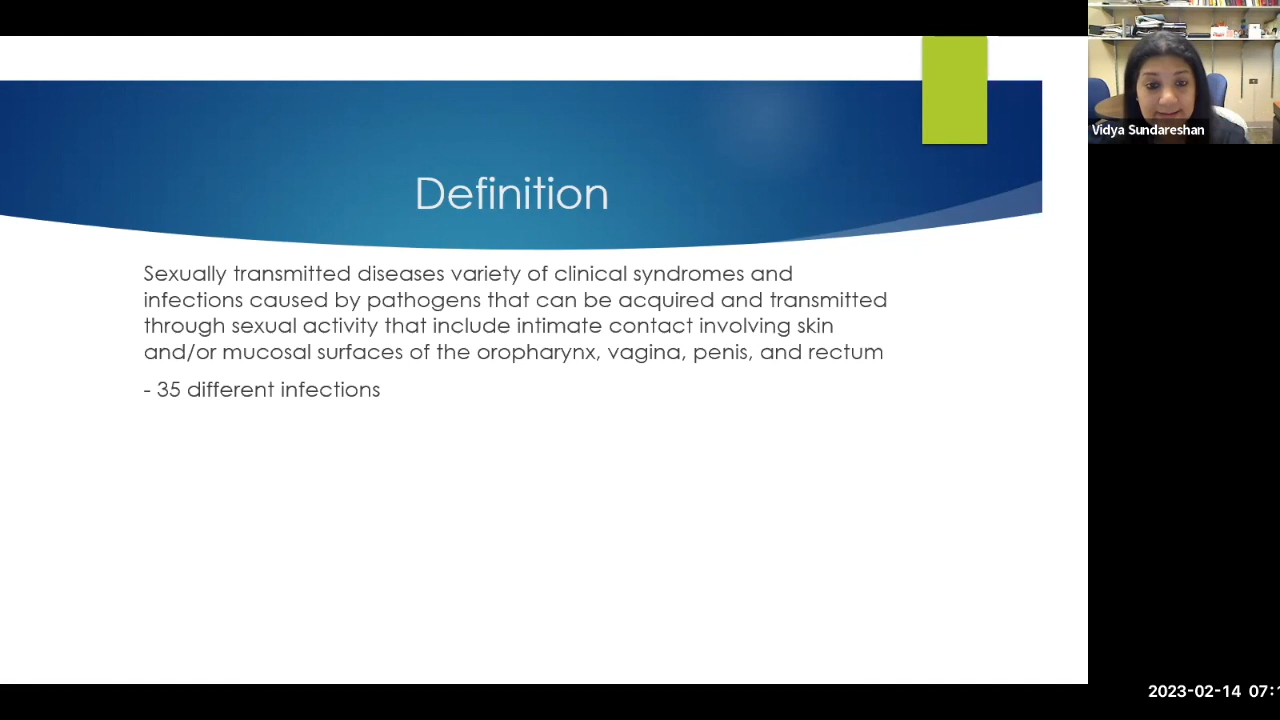 Definition
Sexually transmitted diseases variety of clinical syndromes and
infections caused by pathogens that can be acquired and transmitted
through sexual activity that include intimate contact involving skin
and/or mucosal surfaces of the oropharynx, vagina, penis, and rectum
- 35 different infections
Vidya Sundareshan
2023-02-14 07: